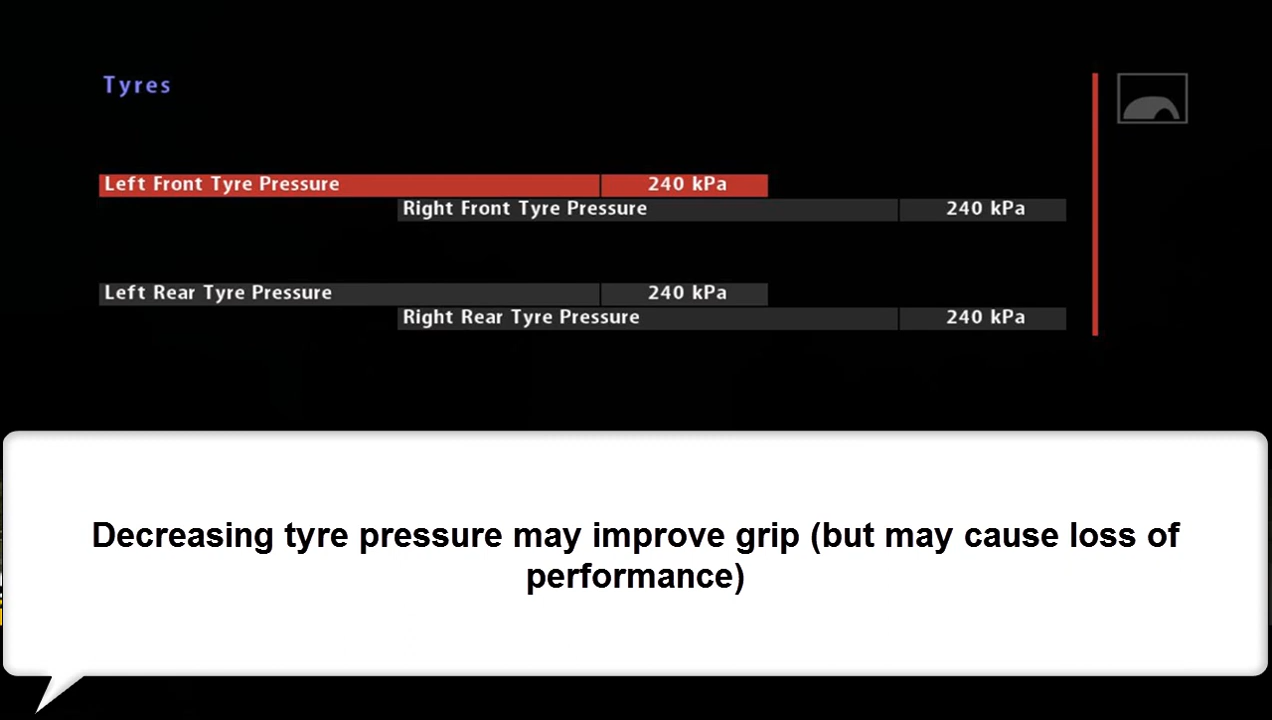 Tyres
Left Front Tyre Pressure 240 kPa
Right Front Tyre Pressure 240 kPa
Left Rear Tyre Pressure 240 kPa
Right Rear Tyre Pressure 240 kPa
Decreasing tyre pressure may improve grip (but may cause loss of
performance)